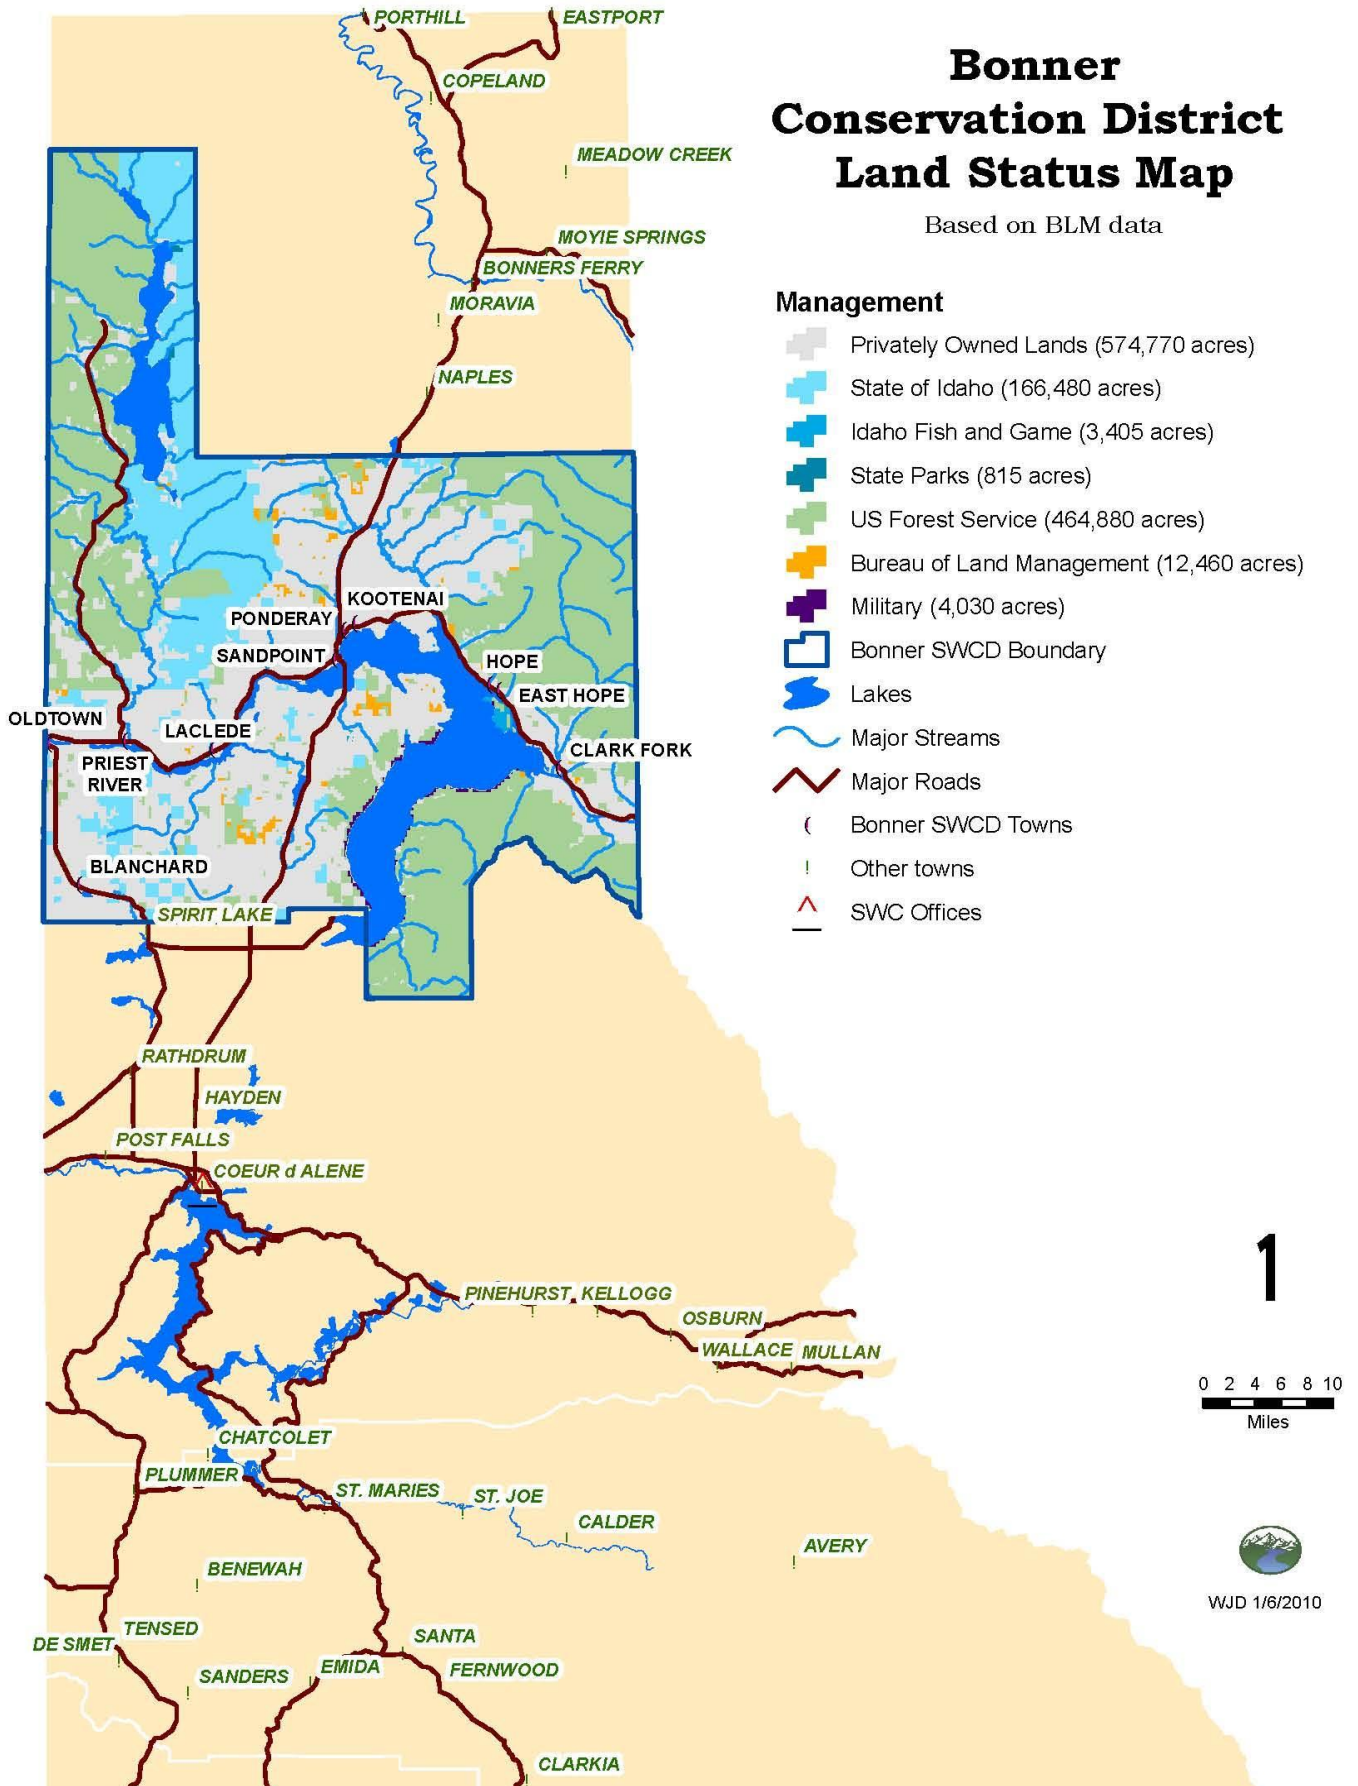 PORTHILL
EASTPORT
COPELAND
MEADOW CREEK
MOYIE SPRINGS
BONNERS FERRY
MORAVIA
NAPLES
Bonner
Conservation District
Land Status Map
Based on BLM data
Management
Privately Owned Lands (574,770 acres)
State of Idaho (166,480 acres)
Idaho Fish and Game (3,405 acres)
State Parks (815 acres)
US Forest Service (464,880 acres)
Bureau of Land Management (12,460 acres)
Military (4,030 acres)
Bonner SWCD Boundary
Lakes
Major Streams
Major Roads
Bonner SWCD Towns
Other towns
SWC Offices
KOOTENAI
PONDERAY
SANDPOINT
HOPE
EAST HOPE
OLDTOWN
LACLEDE
CLARK FORK
PRIEST
RIVER
BLANCHARD
SPIRIT LAKE
RATHDRUM
HAYDEN
POST FALLS
COEUR d ALENE
PINEHURST
KELLOGG
OSBURN
WALLACE
MULLAN
1
0 2 4 6 8 10
Miles
CHATCOLET
PLUMMER
ST. MARIES
ST. JOE
CALDER
AVERY
BENEWAH
WJD 1/6/2010
TENSED
DE SMET
SANTA
SANDERS
EMIDA
FERNWOOD
CLARKIA